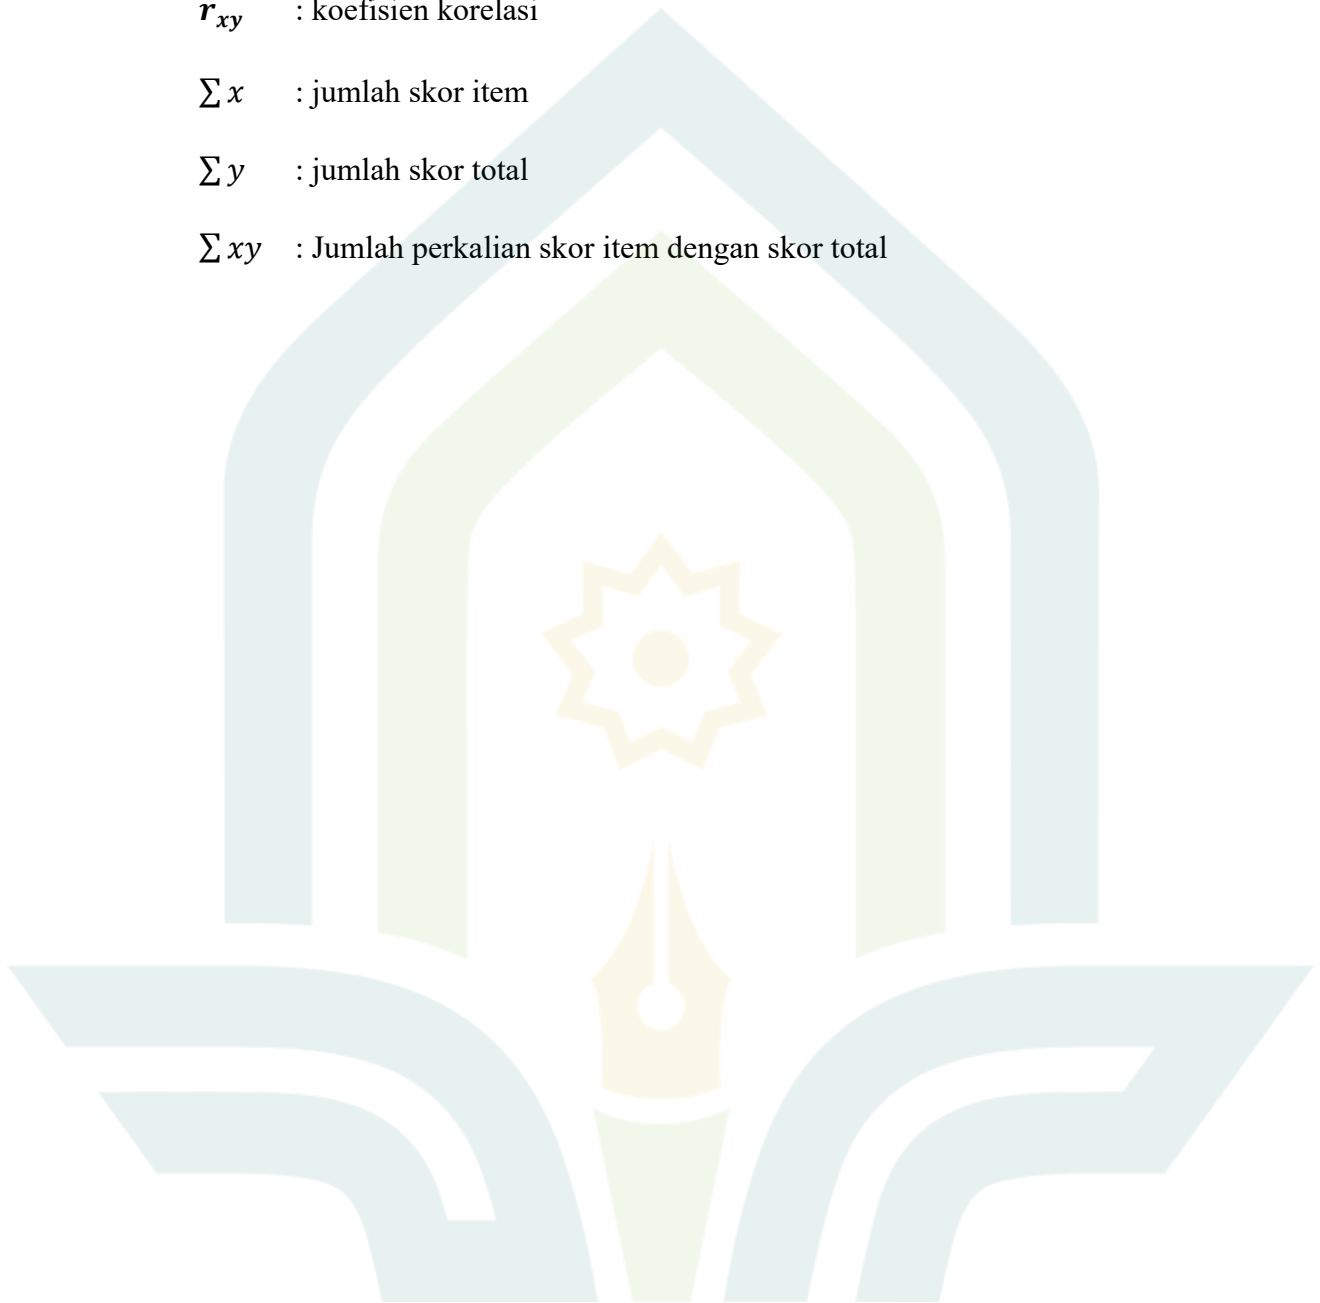 r_xy : koefisien korelasi
∑ x : jumlah skor item
∑ y : jumlah skor total
∑ xy : Jumlah perkalian skor item dengan skor total